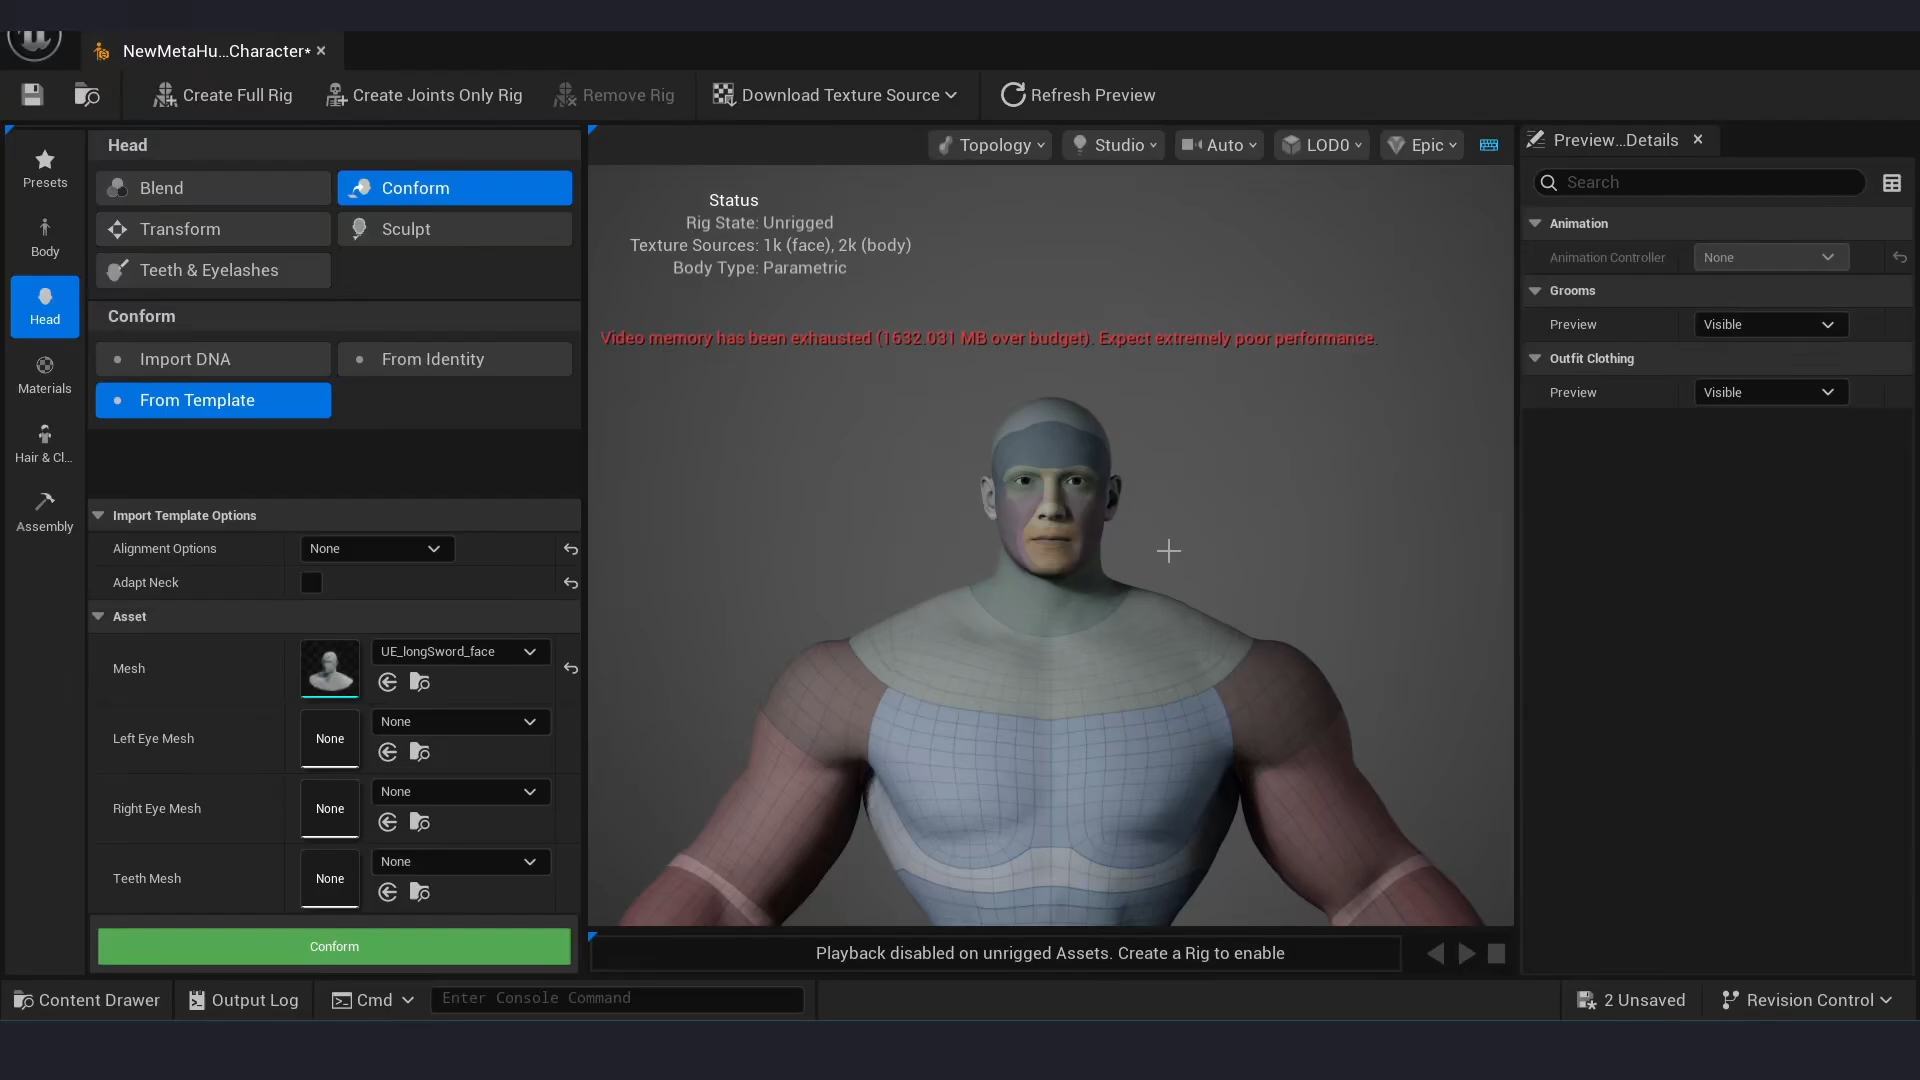 NewMetaHu...Character*
Create Full Rig
Create Joints Only Rig
Remove Rig
Download Texture Source
Refresh Preview
Presets
Body
Head
Materials
Hair & Cl...
Assembly
Head
Blend
Conform
Transform
Sculpt
Teeth & Eyelashes
Conform
Import DNA
From Identity
From Template
Import Template Options
Alignment Options
None
Adapt Neck
Asset
Mesh
UE_longSword_face
Left Eye Mesh
None
None
Right Eye Mesh
None
None
Teeth Mesh
None
None
Conform
Topology
Studio
Auto
LOD0
Epic
Status
Rig State: Unrigged
Texture Sources: 1k (face), 2k (body)
Body Type: Parametric
Video memory has been exhausted (1632.031 MB over budget). Expect extremely poor performance.
Playback disabled on unrigged Assets. Create a Rig to enable
Preview...Details
Search
Animation
Animation Controller
None
Grooms
Preview
Visible
Outfit Clothing
Preview
Visible
Content Drawer
Output Log
Cmd
Enter Console Command
2 Unsaved
Revision Control